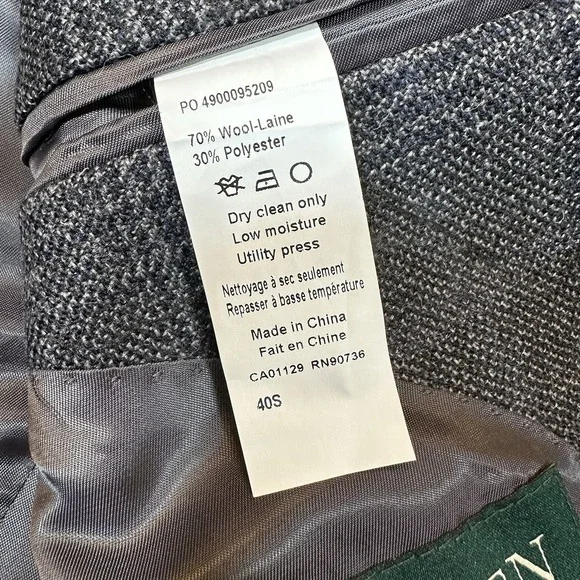 PO 4900095209
70% Wool-Laine
30% Polyester
Dry clean only
Low moisture
Utility press
Nettoyage à sec seulement
Repasser à basse température
Made in China
Fait en Chine
CA01129 RN90736
40S